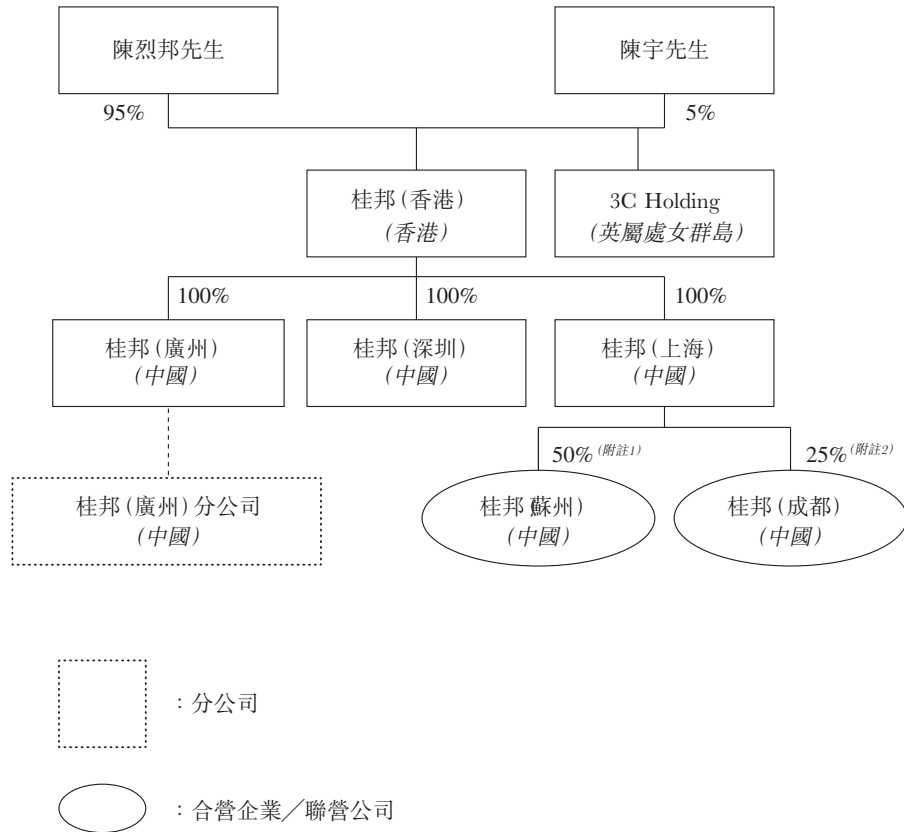 陳烈邦先生
陳宇先生
95%
5%
桂邦(香港)
(香港)
3C Holding
(英屬處女群島)
100%
100%
100%
桂邦(廣州)
(中國)
桂邦(深圳)
(中國)
桂邦(上海)
(中國)
50%(附註1)
25%(附註2)
桂邦(廣州)分公司
(中國)
桂邦蘇州)
(中國)
桂邦(成都)
(中國)
：分公司
：合營企業／聯營公司